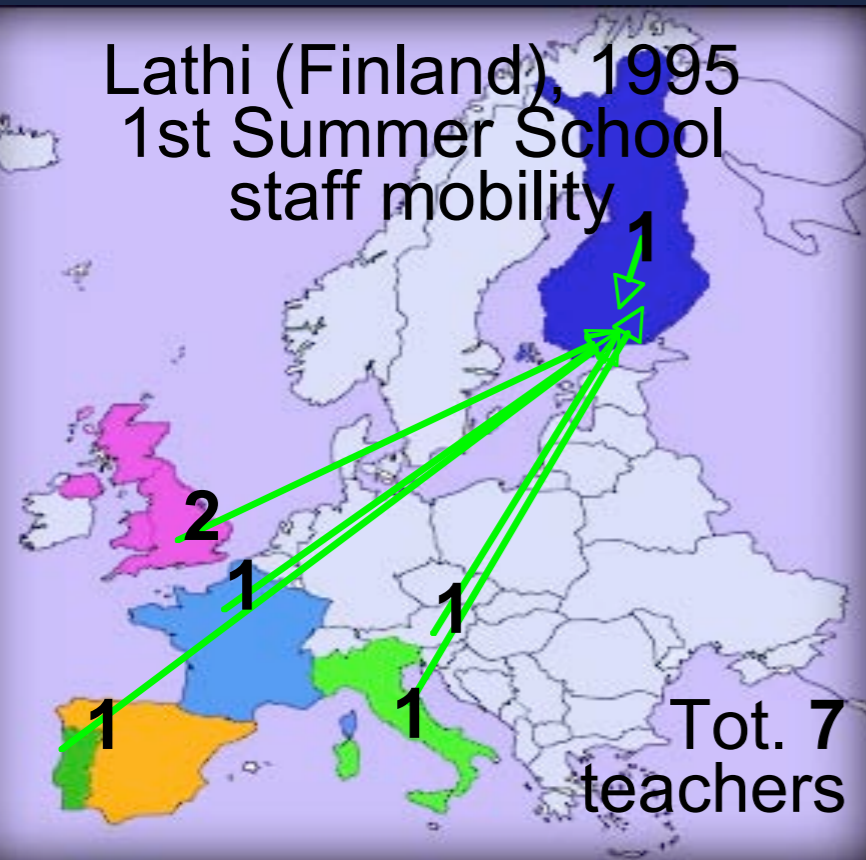 Lathi (Finland), 1995
1st Summer School
staff mobility
1
2
1
1
1
1
Tot. 7
teachers